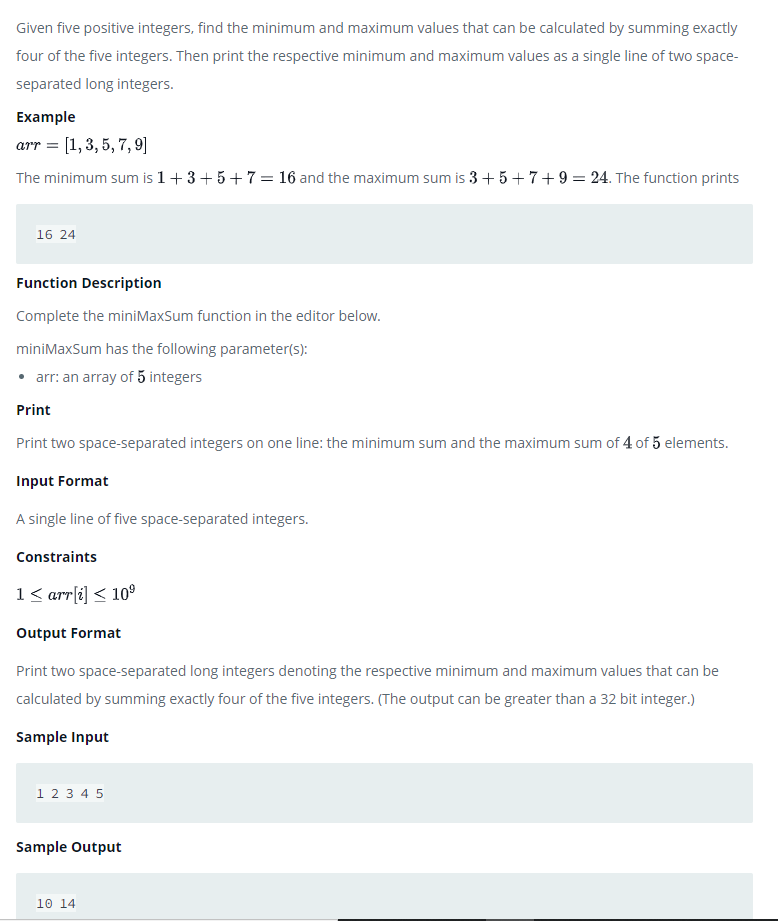 Given five positive integers, find the minimum and maximum values that can be calculated by summing exactly
four of the five integers. Then print the respective minimum and maximum values as a single line of two space-
separated long integers.
Example
arr = [1, 3, 5, 7, 9]
The minimum sum is 1 + 3 + 5 + 7 = 16 and the maximum sum is 3 + 5 + 7 + 9 = 24. The function prints
16 24
Function Description
Complete the miniMaxSum function in the editor below.
miniMaxSum has the following parameter(s):
• arr: an array of 5 integers
Print
Print two space-separated integers on one line: the minimum sum and the maximum sum of 4 of 5 elements.
Input Format
A single line of five space-separated integers.
Constraints
1 ≤ arr[i] ≤ 10⁹
Output Format
Print two space-separated long integers denoting the respective minimum and maximum values that can be
calculated by summing exactly four of the five integers. (The output can be greater than a 32 bit integer.)
Sample Input
1 2 3 4 5
Sample Output
10 14